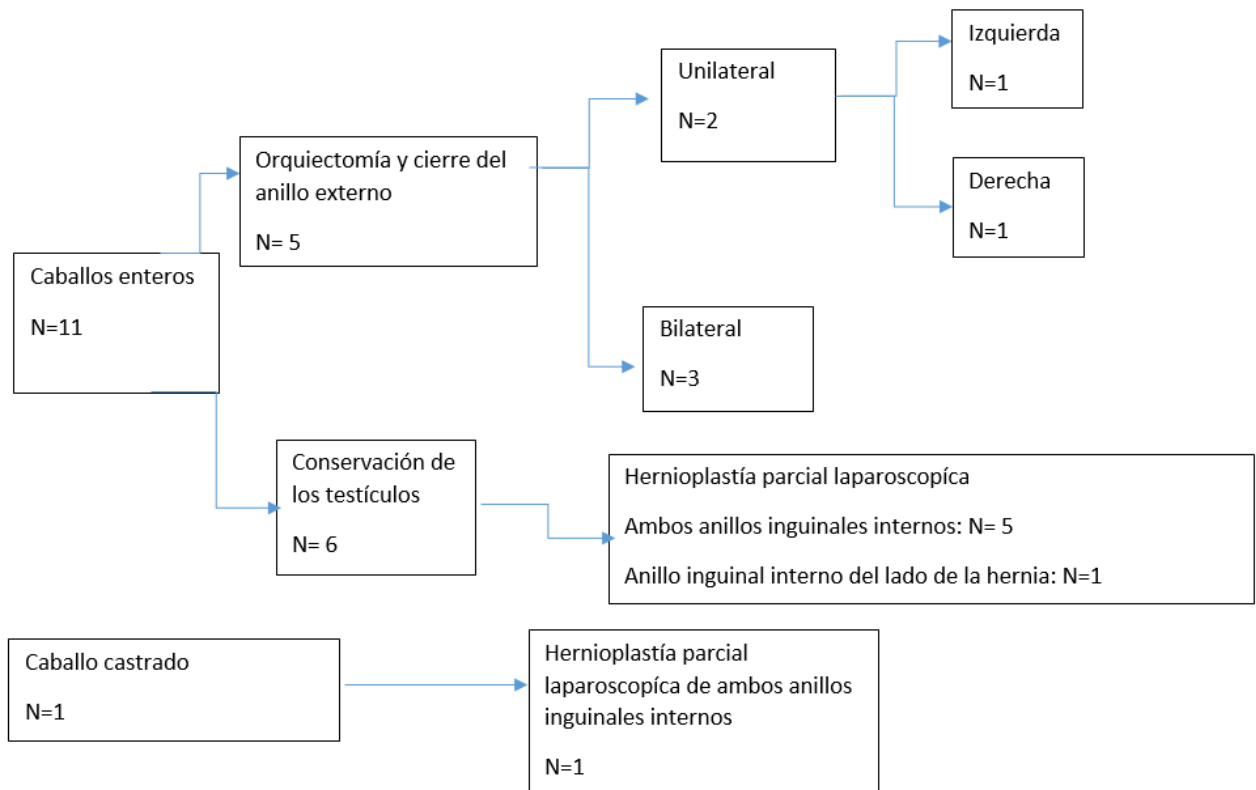 Caballos enteros
N=11
Orquiectomía y cierre del
anillo externo
N= 5
Unilateral
N=2
Izquierda
N=1
Derecha
N=1
Bilateral
N=3
Conservación de
los testículos
N= 6
Hernioplastía parcial laparoscopíca
Ambos anillos inguinales internos: N= 5
Anillo inguinal interno del lado de la hernia: N=1
Caballo castrado
N=1
Hernioplastía parcial
laparoscopíca de ambos anillos
inguinales internos
N=1